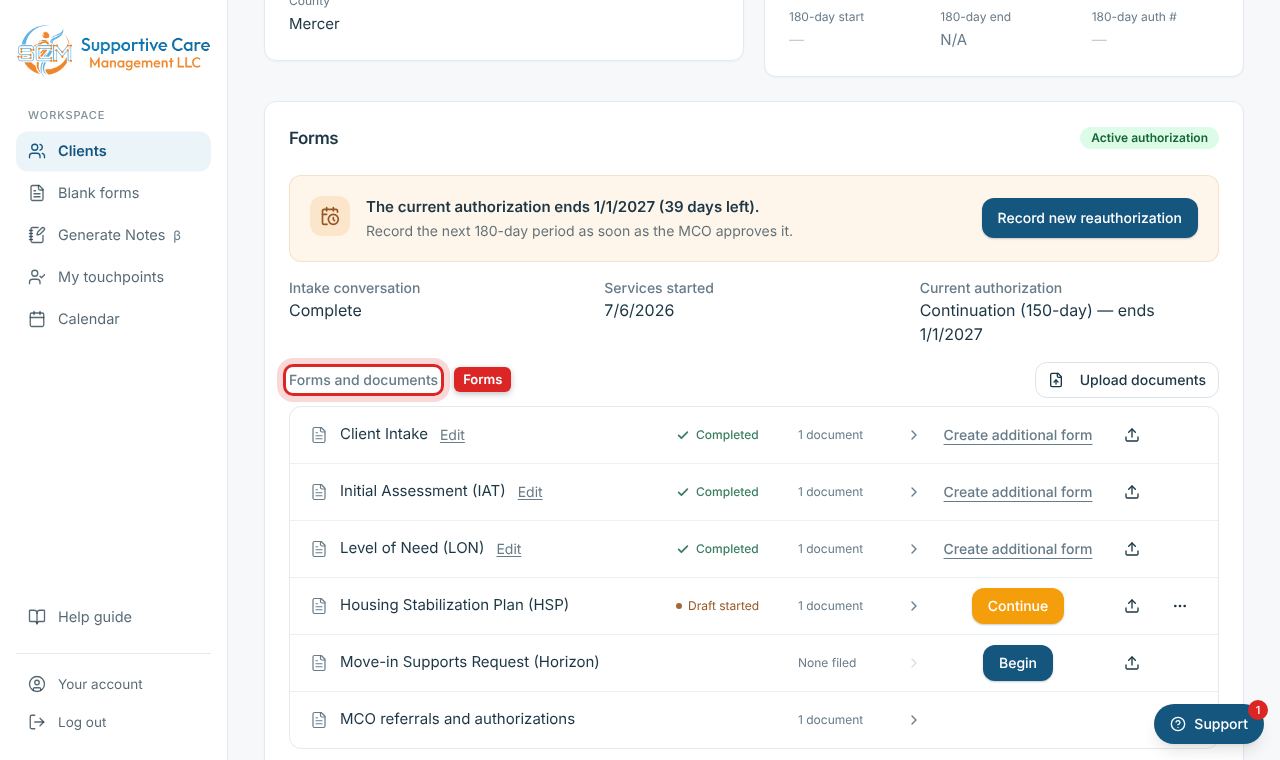 County
Mercer
180-day start
180-day end
180-day auth #
—
N/A
—
SCM
Supportive Care
Management LLC
WORKSPACE
Clients
Blank forms
Generate Notes β
My touchpoints
Calendar
Help guide
Your account
Log out
Forms
Active authorization
The current authorization ends 1/1/2027 (39 days left).
Record the next 180-day period as soon as the MCO approves it.
Record new reauthorization
Intake conversation
Complete
Services started
7/6/2026
Current authorization
Continuation (150-day) — ends
1/1/2027
Forms and documents
Forms
Upload documents
Client Intake Edit Completed 1 document Create additional form
Initial Assessment (IAT) Edit Completed 1 document Create additional form
Level of Need (LON) Edit Completed 1 document Create additional form
Housing Stabilization Plan (HSP) Draft started 1 document Continue
Move-in Supports Request (Horizon) None filed Begin
MCO referrals and authorizations 1 document
Support
1